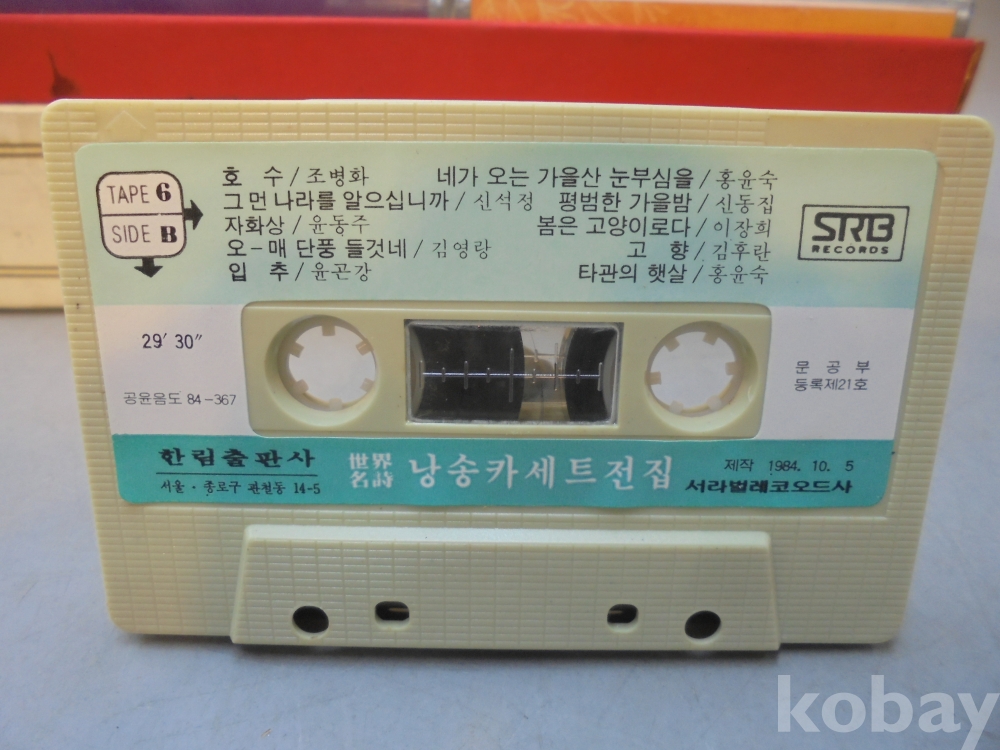 TAPE 6
SIDE B
호 수 / 조병화 네가 오는 가을산 눈부심을 / 홍윤숙
그 먼 나라를 알으십니까 / 신석정 평범한 가을밤 / 신동집
자화상 / 윤동주 봄은 고양이로다 / 이장희
오-매 단풍 들것네 / 김영랑 고 향 / 김후란
입 추 / 윤곤강 타관의 햇살 / 홍윤숙
SRB
RECORDS
29′ 30″
공윤음도 84-367
문 공 부
등록제21호
한림출판사
서울·종로구 관철동 14-5
世界
名詩
낭송카세트전집
제작 1984. 10. 5
서라벌레코오드사
kobay